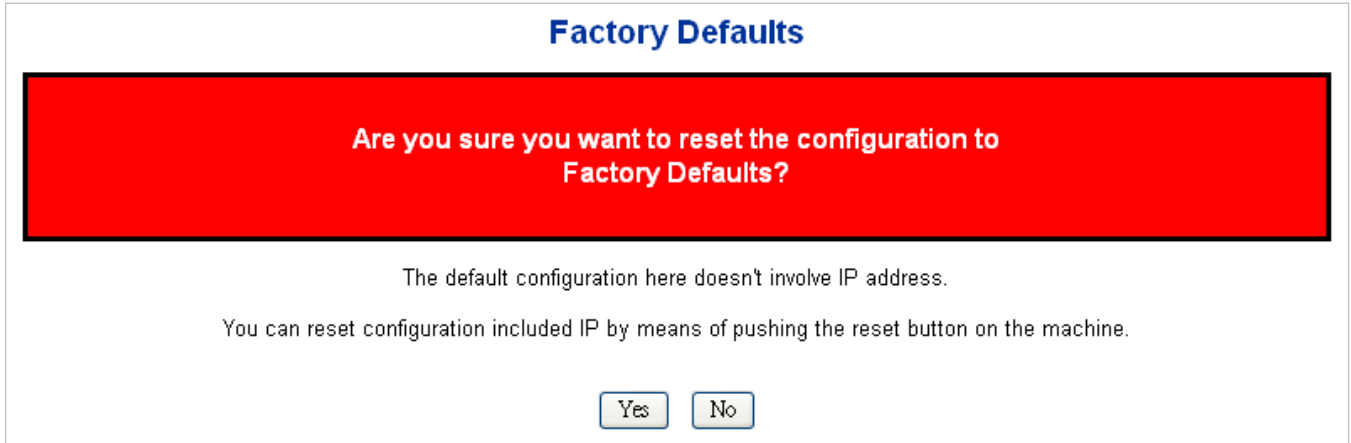 Factory Defaults
Are you sure you want to reset the configuration to
Factory Defaults?
The default configuration here doesn't involve IP address.
You can reset configuration included IP by means of pushing the reset button on the machine.
Yes No